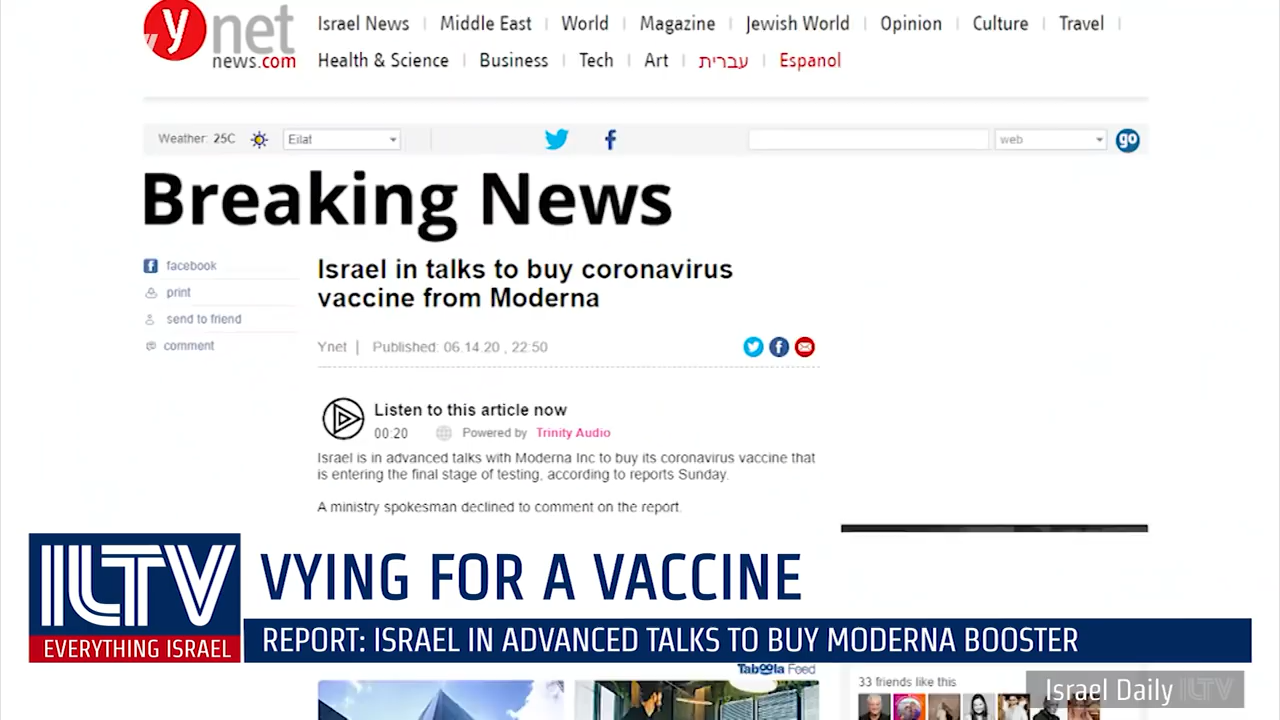 ynet
news.com
Israel News
Middle East
World
Magazine
Jewish World
Opinion
Culture
Travel
Health & Science
Business
Tech
Art
עברית
Espanol
Weather: 25C
Eilat
web
go
Breaking News
facebook
print
send to friend
comment
Israel in talks to buy coronavirus
vaccine from Moderna
Ynet | Published: 06.14.20 , 22:50
Listen to this article now
00:20 Powered by Trinity Audio
Israel is in advanced talks with Moderna Inc to buy its coronavirus vaccine that
is entering the final stage of testing, according to reports Sunday.
A ministry spokesman declined to comment on the report.
ILTV
EVERYTHING ISRAEL
VYING FOR A VACCINE
REPORT: ISRAEL IN ADVANCED TALKS TO BUY MODERNA BOOSTER
Taboola Feed
33 friends like this
Israel Daily ILTV